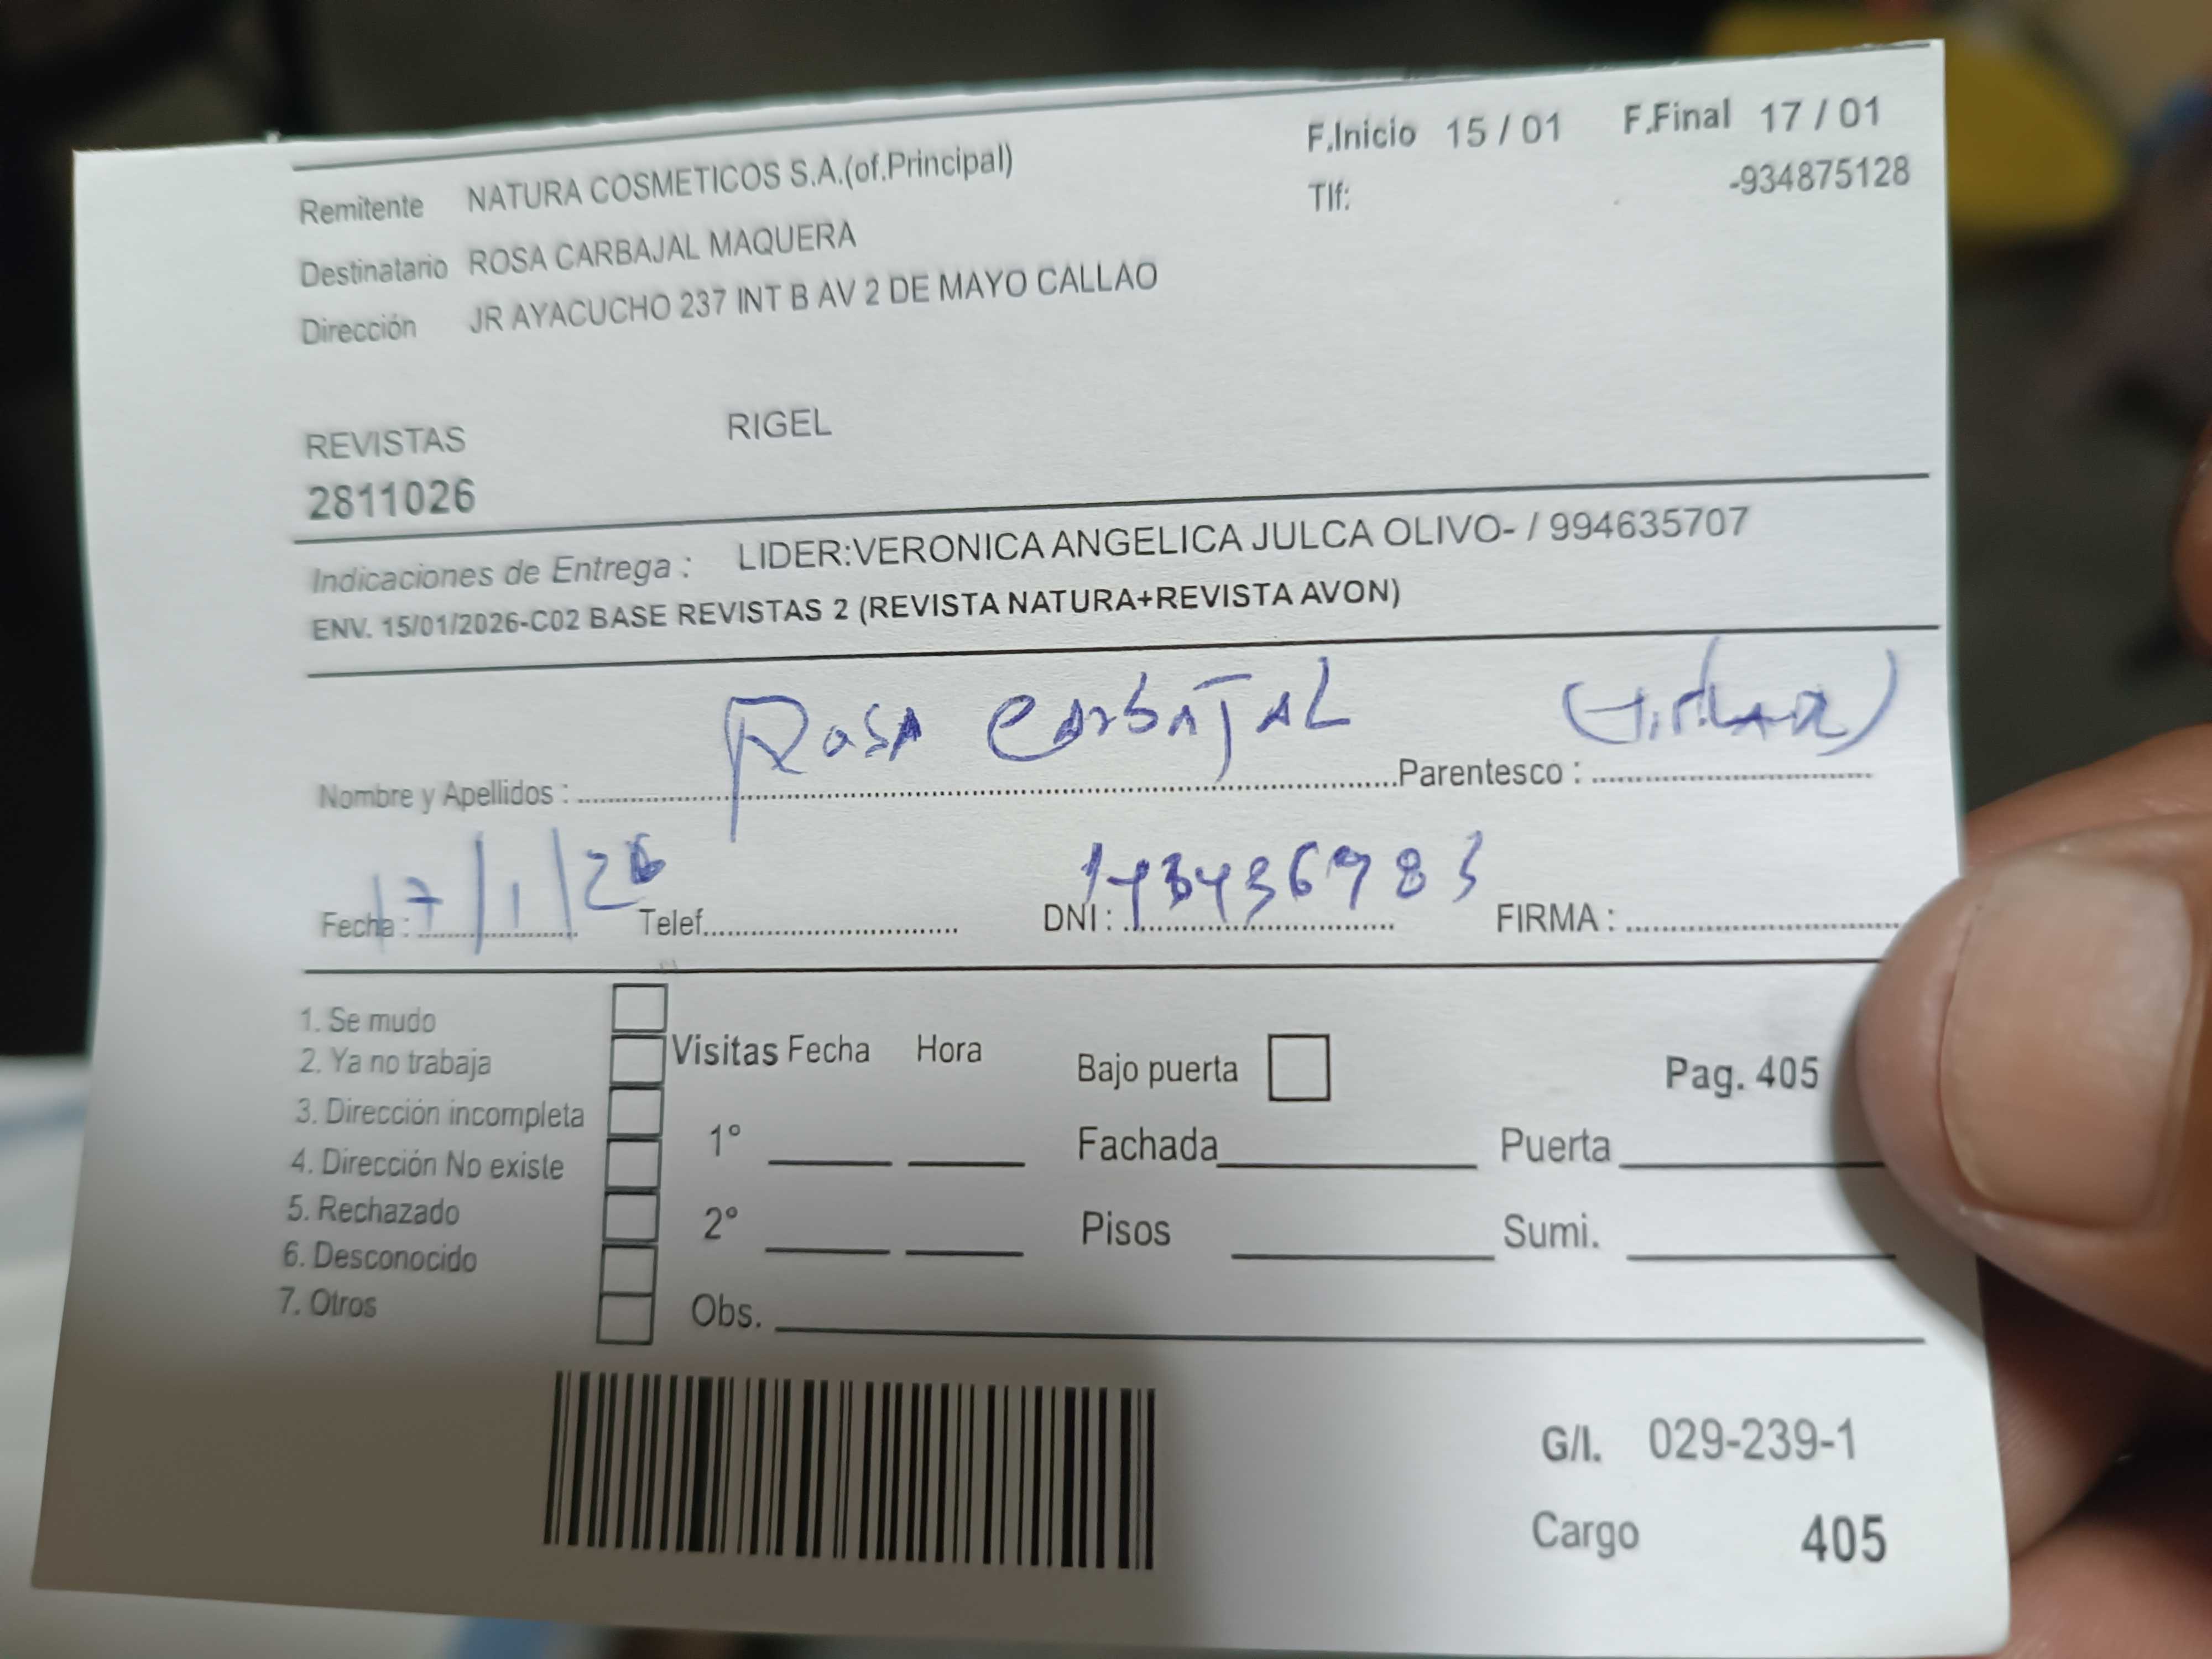 F.Inicio 15 / 01 F.Final 17 / 01
Remitente NATURA COSMETICOS S.A.(of.Principal) Tlf: -934875128
Destinatario ROSA CARBAJAL MAQUERA
Dirección JR AYACUCHO 237 INT B AV 2 DE MAYO CALLAO
REVISTAS RIGEL
2811026
Indicaciones de Entrega : LIDER:VERONICA ANGELICA JULCA OLIVO- / 994635707
ENV. 15/01/2026-C02 BASE REVISTAS 2 (REVISTA NATURA+REVISTA AVON)
Nombre y Apellidos : Rosa Carbajal Parentesco :
Fecha : 17/1/26 Telef. DNI : FIRMA :
1. Se mudo
2. Ya no trabaja
3. Dirección incompleta
4. Dirección No existe
5. Rechazado
6. Desconocido
7. Otros
Visitas Fecha Hora Bajo puerta Pag. 405
1° Fachada Puerta
2° Pisos Sumi.
Obs.
G/I. 029-239-1
Cargo 405